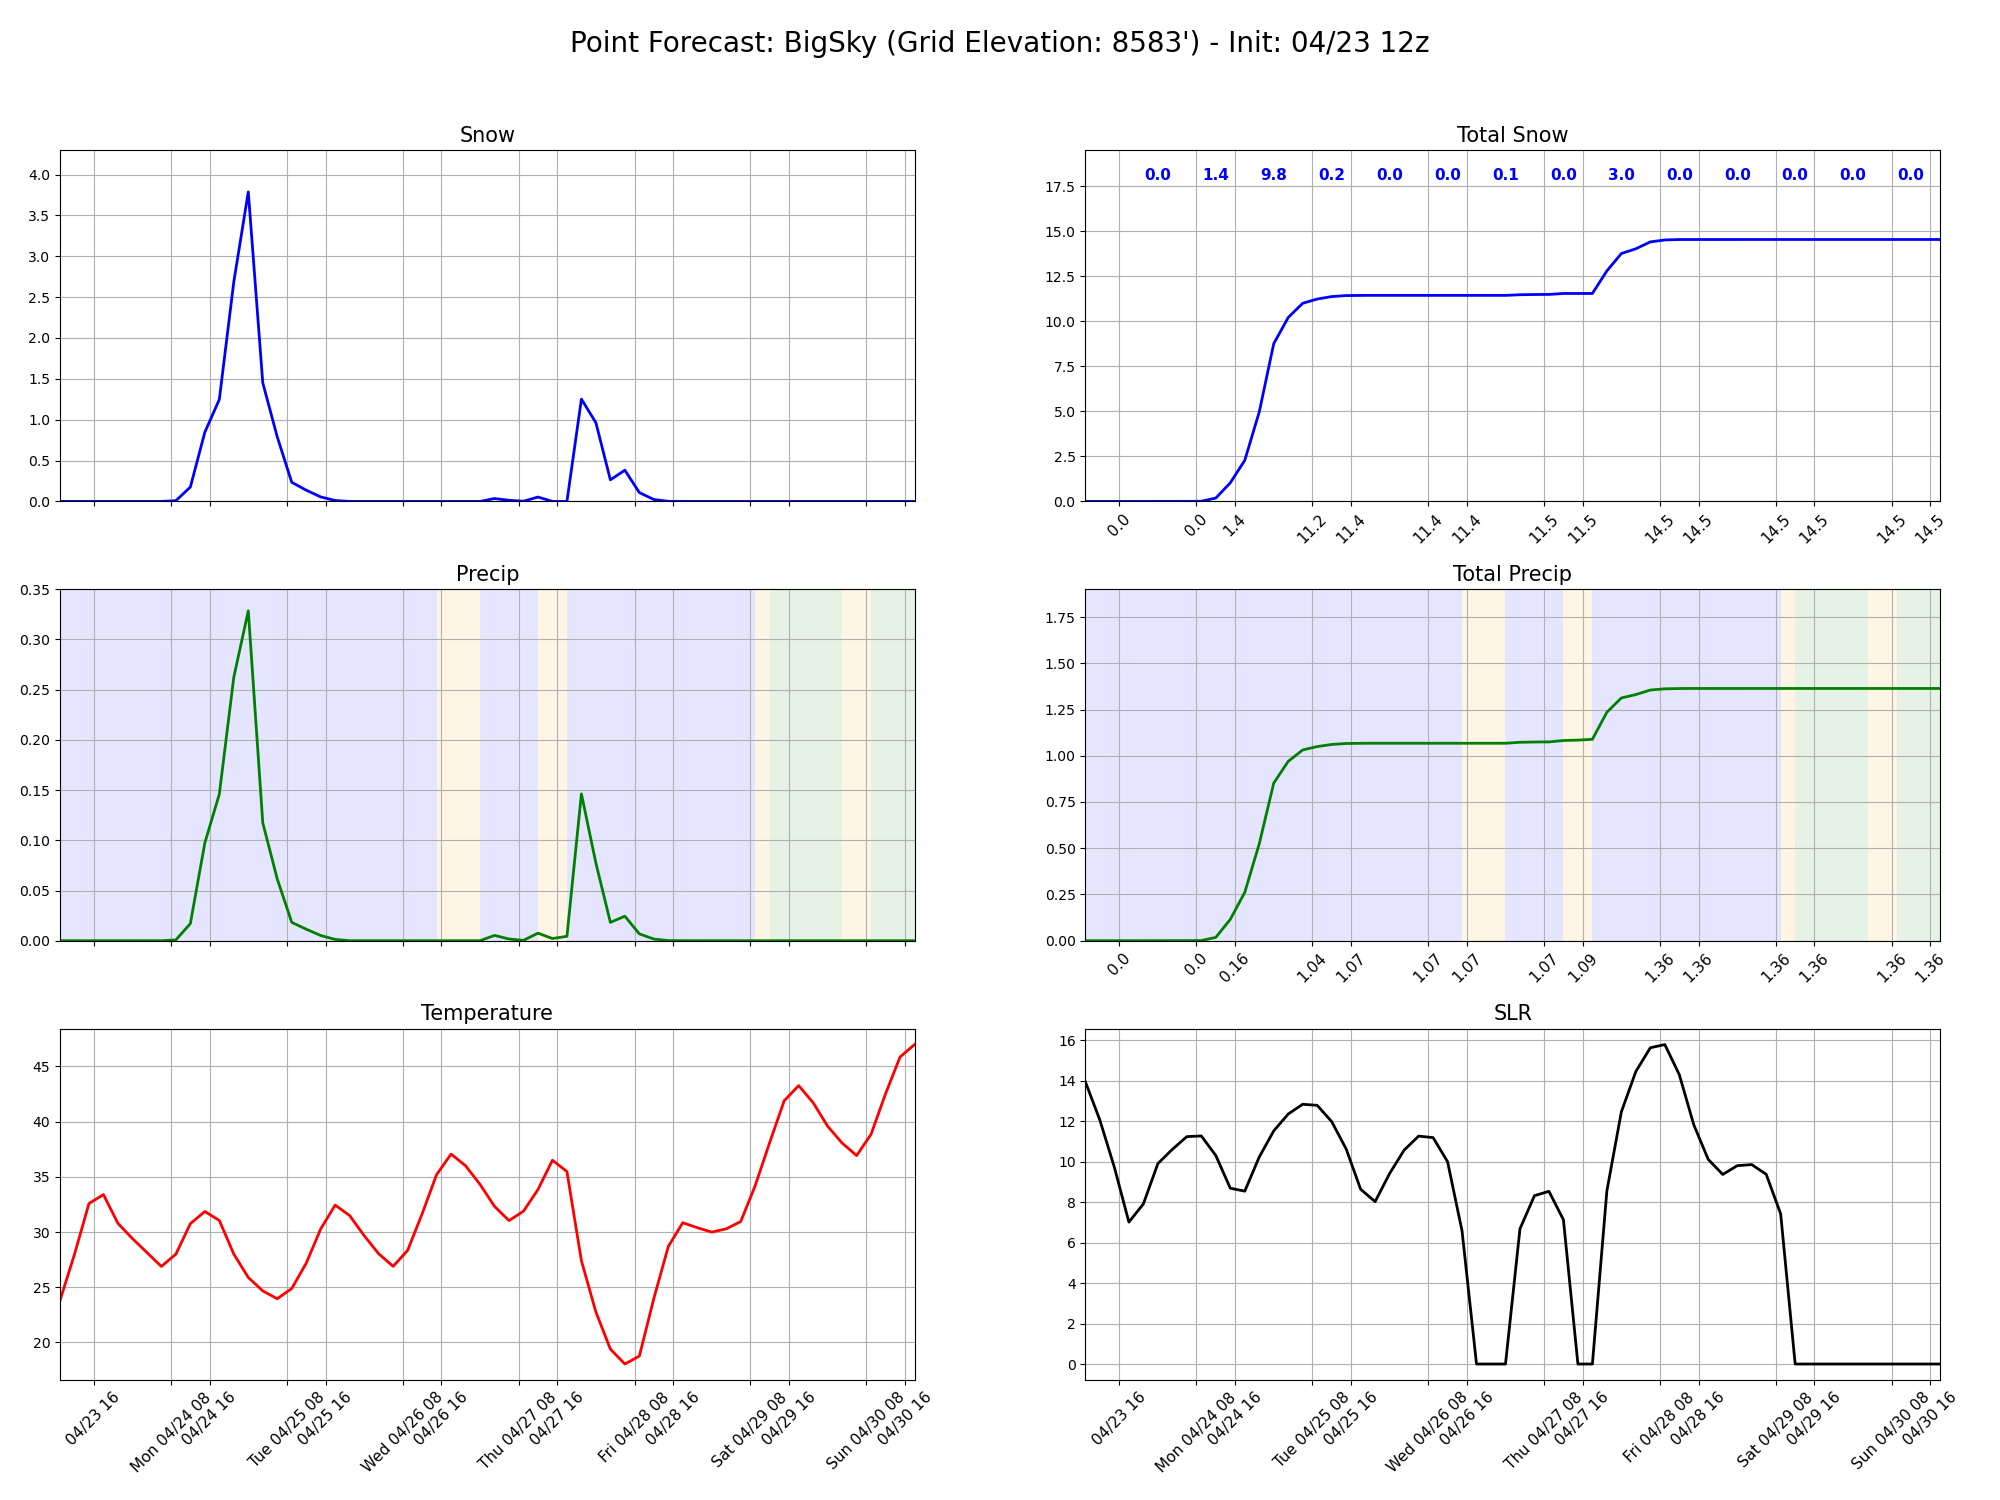 Point Forecast: BigSky (Grid Elevation: 8583') - Init: 04/23 12z
Snow
4.0
3.5
3.0
2.5
2.0
1.5
1.0
0.5
0.0
Total Snow
0.0 1.4 9.8 0.2 0.0 0.0 0.1 0.0 3.0 0.0 0.0 0.0 0.0 0.0
17.5
15.0
12.5
10.0
7.5
5.0
2.5
0.0
0.0 0.0 1.4 11.2 11.4 11.4 11.4 11.5 11.5 14.5 14.5 14.5 14.5 14.5 14.5
Precip
0.35
0.30
0.25
0.20
0.15
0.10
0.05
0.00
Total Precip
1.75
1.50
1.25
1.00
0.75
0.50
0.25
0.00
0.0 0.0 0.16 1.04 1.07 1.07 1.07 1.07 1.09 1.36 1.36 1.36 1.36 1.36 1.36
Temperature
45
40
35
30
25
20
04/23 16
Mon 04/24 08
04/24 16
Tue 04/25 08
04/25 16
Wed 04/26 08
04/26 16
Thu 04/27 08
04/27 16
Fri 04/28 08
04/28 16
Sat 04/29 08
04/29 16
Sun 04/30 08
04/30 16
SLR
16
14
12
10
8
6
4
2
0
04/23 16
Mon 04/24 08
04/24 16
Tue 04/25 08
04/25 16
Wed 04/26 08
04/26 16
Thu 04/27 08
04/27 16
Fri 04/28 08
04/28 16
Sat 04/29 08
04/29 16
Sun 04/30 08
04/30 16